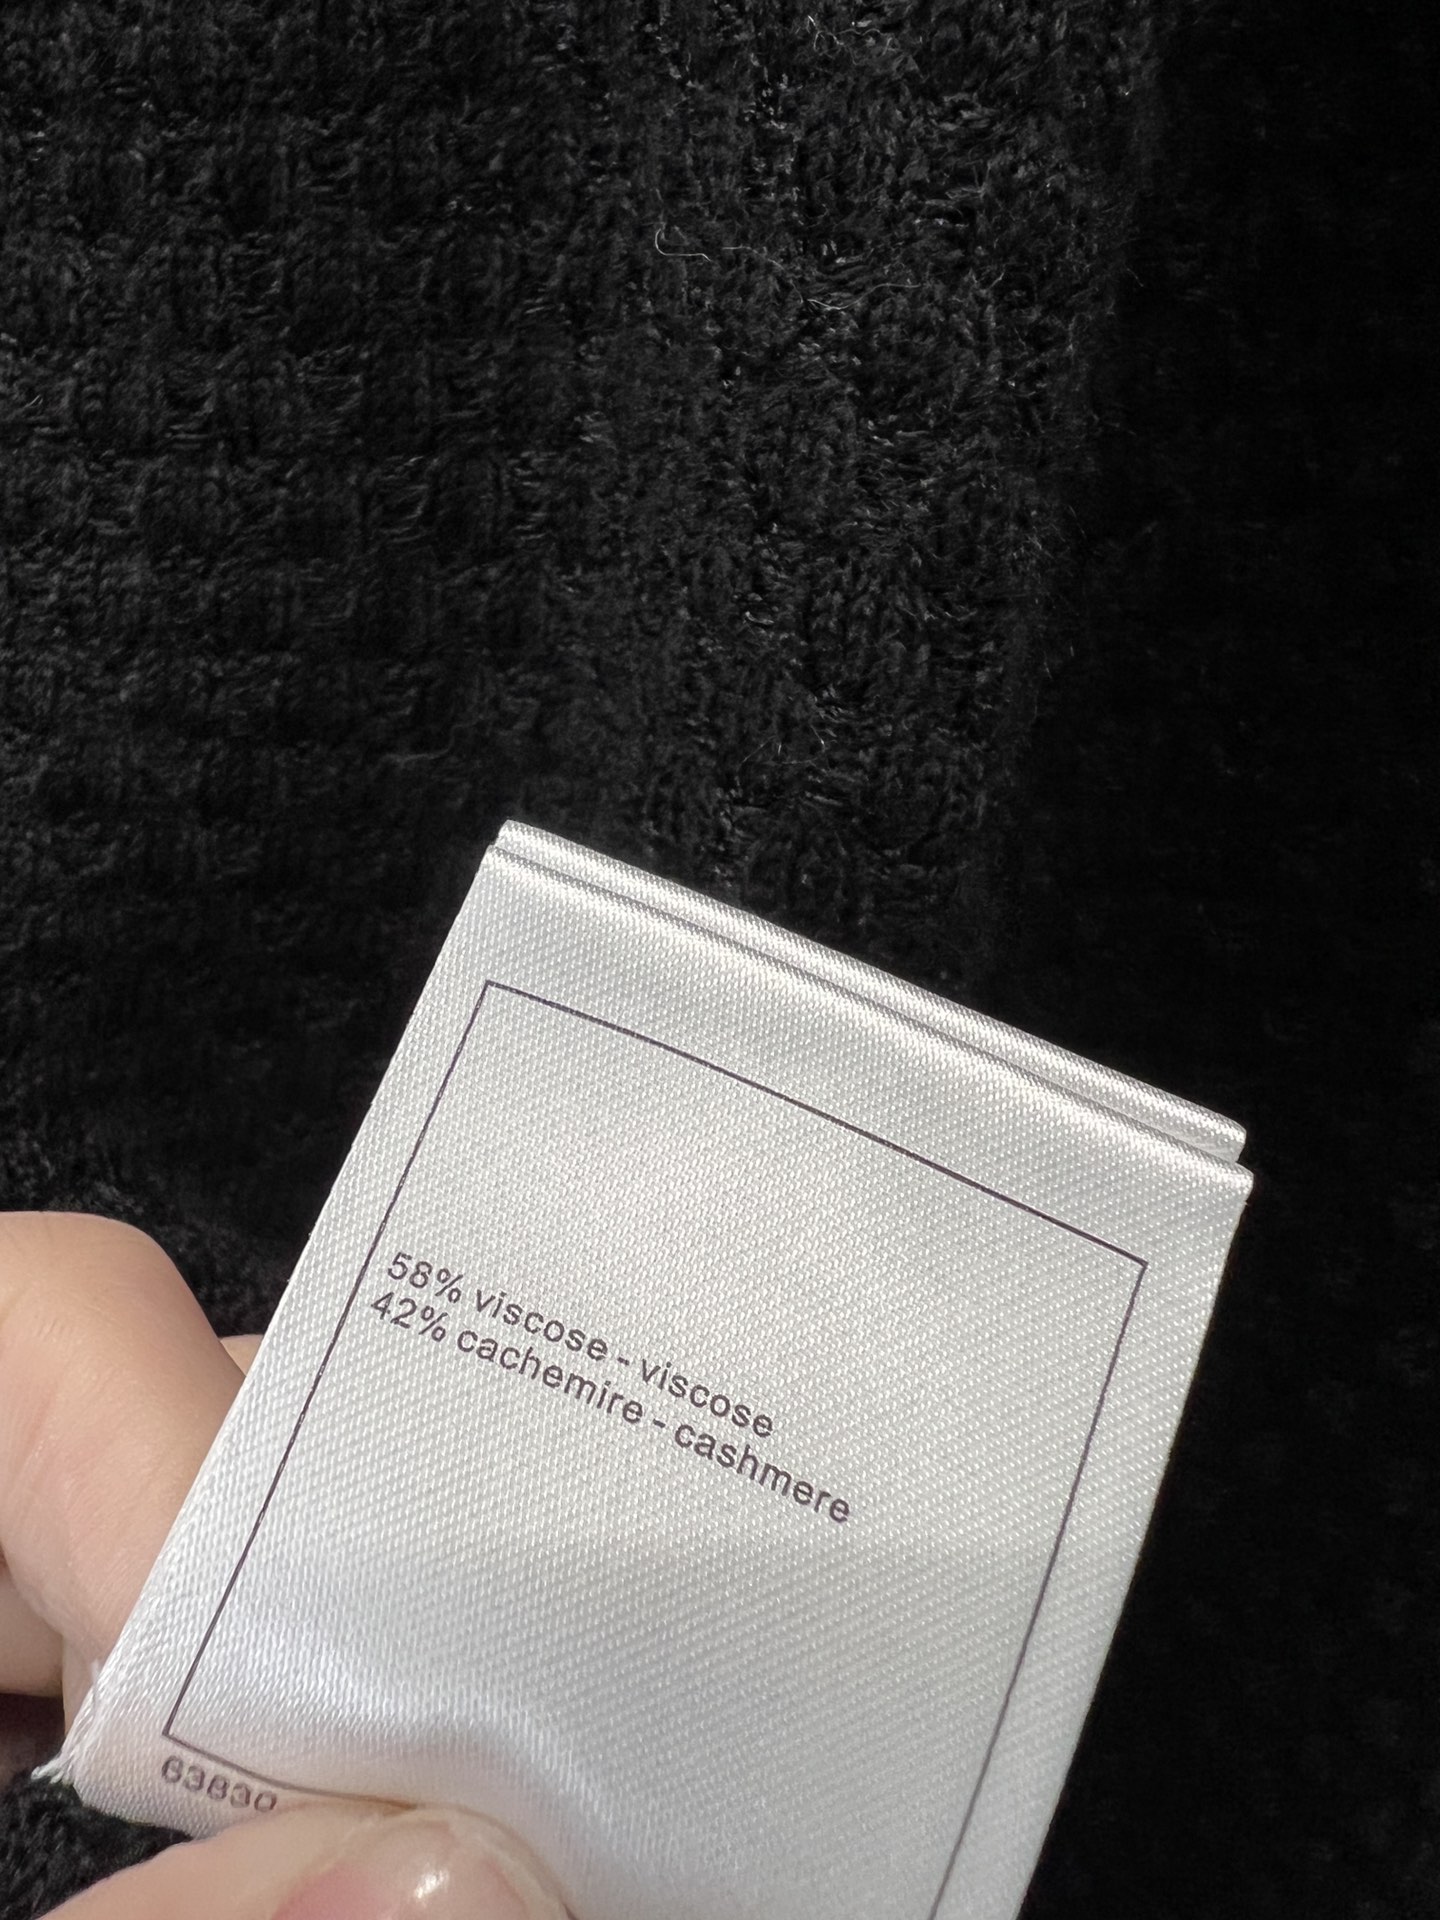 58% viscose - viscose
42% cachemire - cashmere
63830